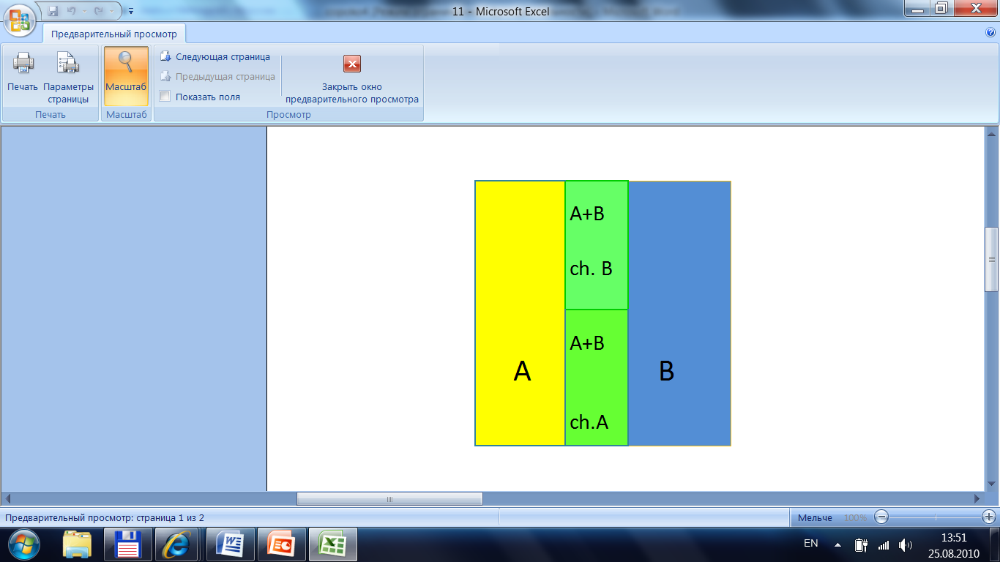 11 - Microsoft Excel
Предварительный просмотр
Печать
Параметры
страницы
Масштаб
Следующая страница
Предыдущая страница
Показать поля
Закрыть окно
предварительного просмотра
Печать
Масштаб
Просмотр
A+B
ch. B
A+B
A
B
ch.A
Предварительный просмотр: страница 1 из 2
Мельче
100%
EN
13:51
25.08.2010